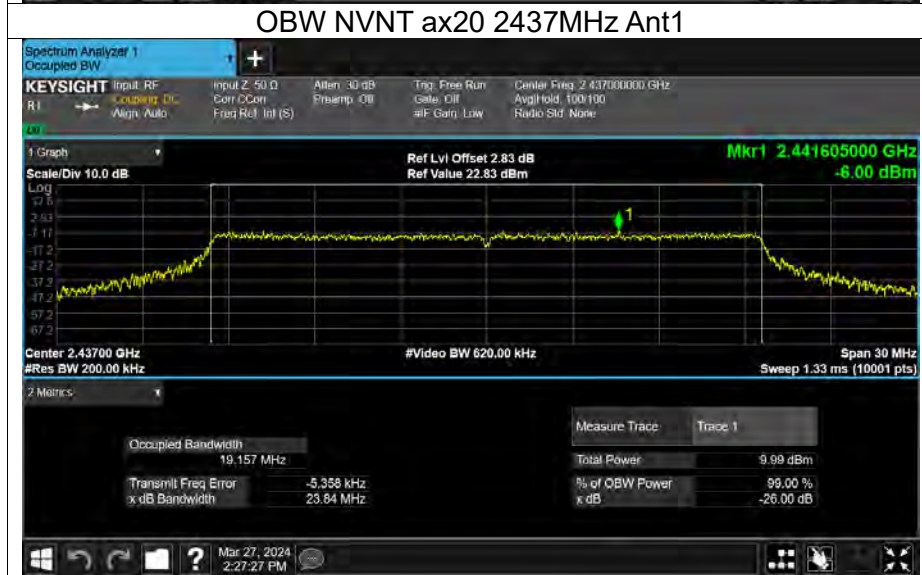 OBW NVNT ax20 2437MHz Ant1
Spectrum Analyzer 1
Occupied BW
+
KEYSIGHT Input: RF Input Z: 50 Ω Atten: 30 dB Trig: Free Run Center Freq: 2.437000000 GHz
Coupling: DC Corr CCorr Preamp: Off Gate: Off Avg|Hold: 100/100
Align: Auto Freq Ref: Int (S) #IF Gain: Low Radio Std: None
1 Graph
Scale/Div 10.0 dB
Ref Lvl Offset 2.83 dB
Ref Value 22.83 dBm
Mkr1 2.441605000 GHz
-6.00 dBm
Log
2.83
-7.17
-17.2
-27.2
-37.2
-47.2
-57.2
-67.2
1
Center 2.43700 GHz #Video BW 620.00 kHz Span 30 MHz
#Res BW 200.00 kHz Sweep 1.33 ms (10001 pts)
2 Metrics
Measure Trace Trace 1
Occupied Bandwidth
19.157 MHz
Total Power 9.99 dBm
Transmit Freq Error -5.358 kHz % of OBW Power 99.00 %
x dB Bandwidth 23.84 MHz x dB -26.00 dB
? Mar 27, 2024
2:27:27 PM